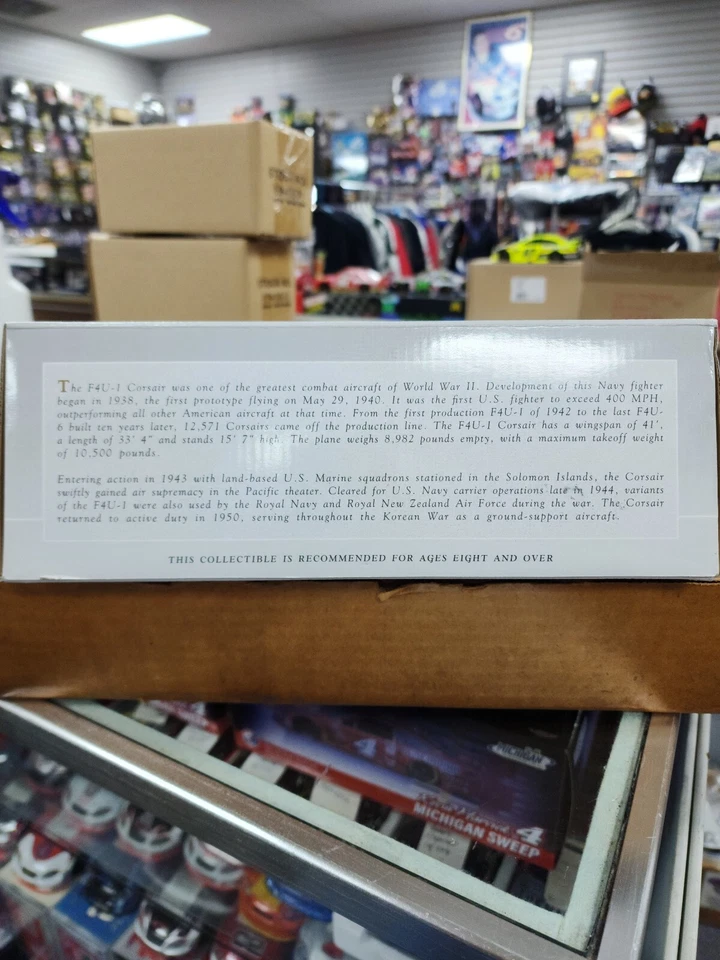 The F4U-1 Corsair was one of the greatest combat aircraft of World War II. Development of this Navy fighter
began in 1938, the first prototype flying on May 29, 1940. It was the first U.S. fighter to exceed 400 MPH,
outperforming all other American aircraft at that time. From the first production F4U-1 of 1942 to the last F4U-
6 built ten years later, 12,571 Corsairs came off the production line. The F4U-1 Corsair has a wingspan of 41',
a length of 33' 4" and stands 15' 7" high. The plane weighs 8,982 pounds empty, with a maximum takeoff weight
of 10,500 pounds.
Entering action in 1943 with land-based U.S. Marine squadrons stationed in the Solomon Islands, the Corsair
swiftly gained air supremacy in the Pacific theater. Cleared for U.S. Navy carrier operations late in 1944, variants
of the F4U-1 were also used by the Royal Navy and Royal New Zealand Air Force during the war. The Corsair
returned to active duty in 1950, serving throughout the Korean War as a ground-support aircraft.
THIS COLLECTIBLE IS RECOMMENDED FOR AGES EIGHT AND OVER
MICHIGAN
4
MICHIGAN SWEEP